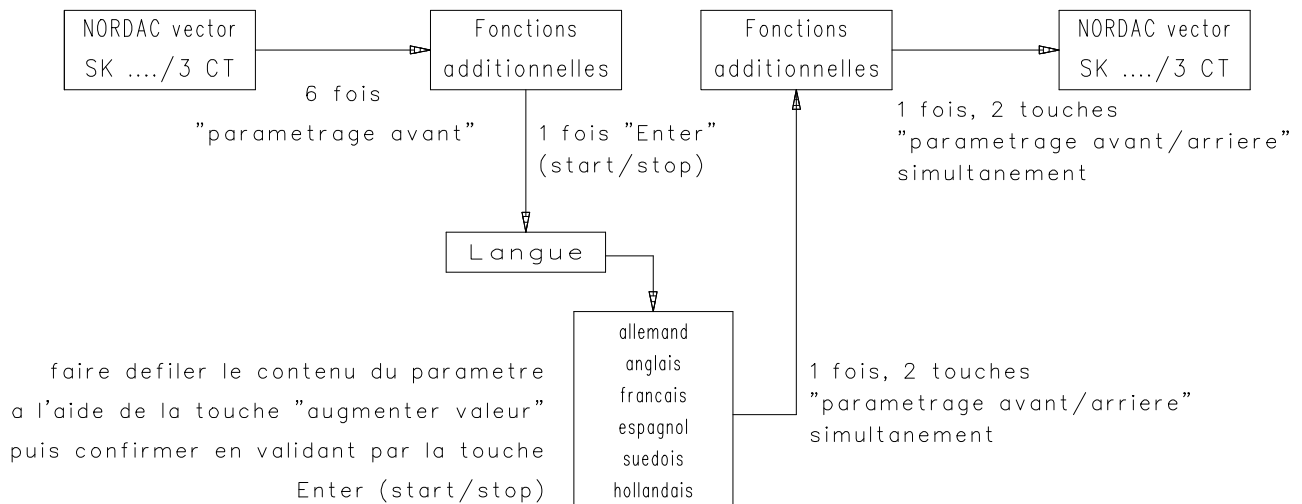 NORDAC vector
SK ..../3 CT
6 fois
"parametrage avant"
Fonctions
additionnelles
1 fois "Enter"
(start/stop)
Langue
allemand
anglais
francais
espagnol
suedois
hollandais
faire defiler le contenu du parametre
a l'aide de la touche "augmenter valeur"
puis confirmer en validant par la touche
Enter (start/stop)
1 fois, 2 touches
"parametrage avant/arriere"
simultanement
Fonctions
additionnelles
1 fois, 2 touches
"parametrage avant/arriere"
simultanement
NORDAC vector
SK ..../3 CT